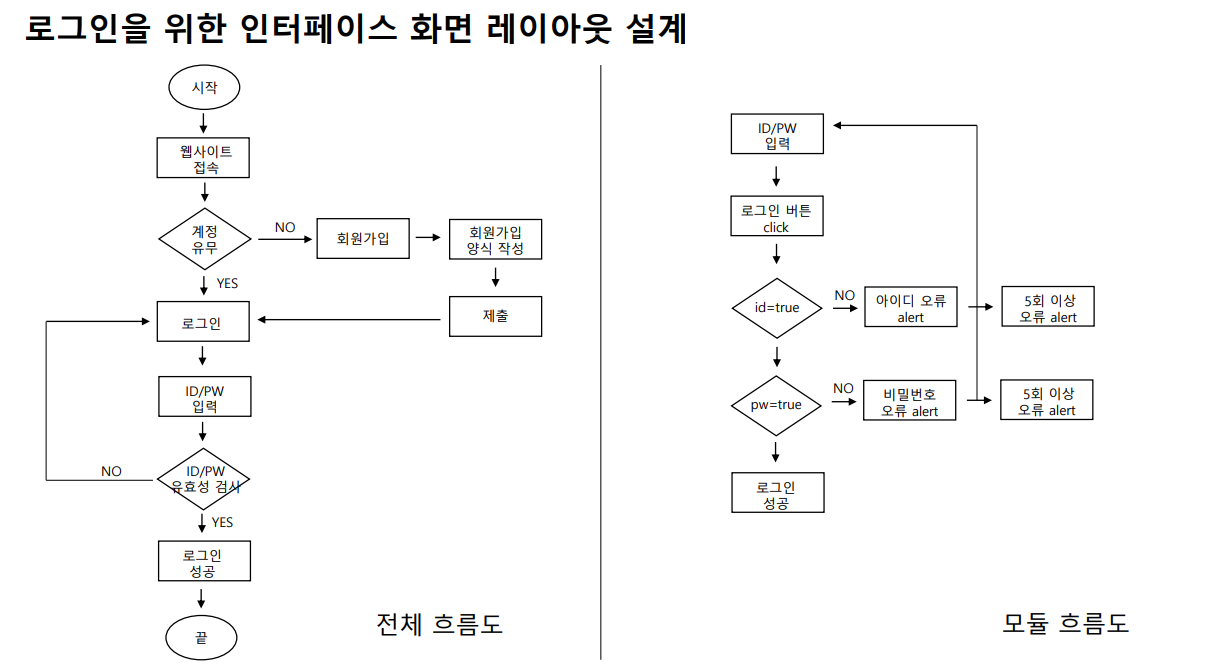 로그인을 위한 인터페이스 화면 레이아웃 설계
시작
웹사이트
접속
계정
유무
NO
회원가입
회원가입
양식 작성
YES
로그인
제출
ID/PW
입력
NO
ID/PW
유효성 검사
YES
로그인
성공
끝
전체 흐름도
ID/PW
입력
로그인 버튼
click
id=true
NO
아이디 오류
alert
5회 이상
오류 alert
pw=true
NO
비밀번호
오류 alert
5회 이상
오류 alert
로그인
성공
모듈 흐름도